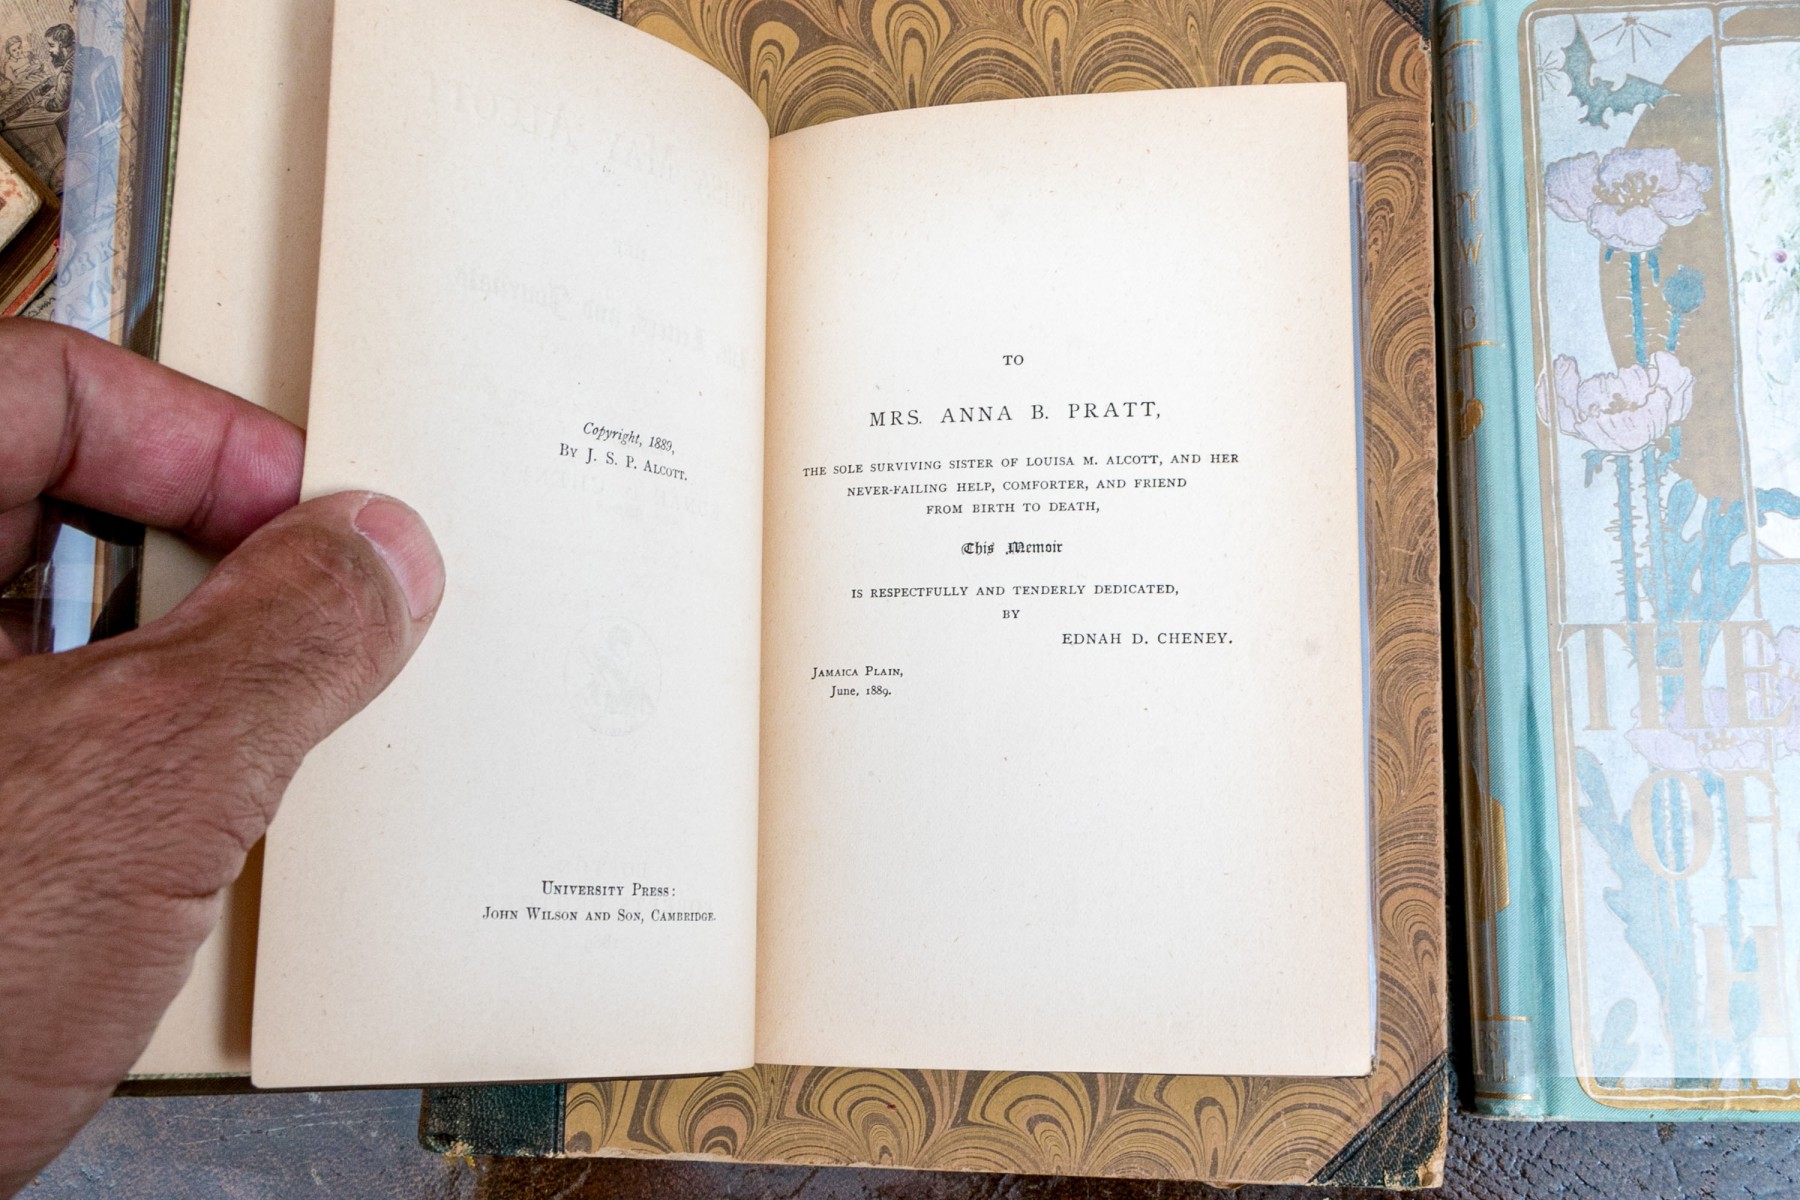 Copyright, 1889,
By J. S. P. Alcott.
University Press:
John Wilson and Son, Cambridge.
TO
MRS. ANNA B. PRATT,
THE SOLE SURVIVING SISTER OF LOUISA M. ALCOTT, AND HER
NEVER-FAILING HELP, COMFORTER, AND FRIEND
FROM BIRTH TO DEATH,
This Memoir
IS RESPECTFULLY AND TENDERLY DEDICATED,
BY
EDNAH D. CHENEY.
Jamaica Plain,
June, 1889.
THE
OF